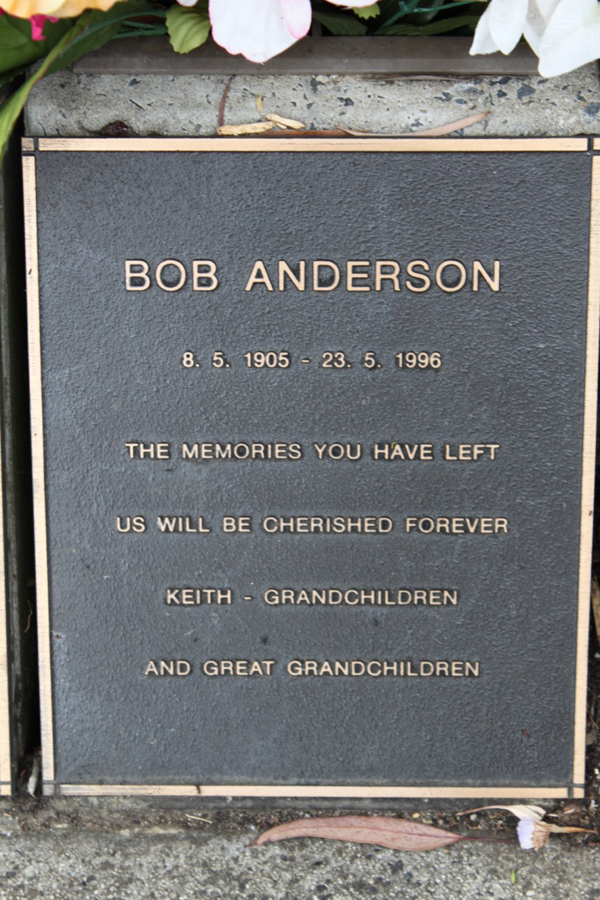 BOB ANDERSON
8. 5. 1905 - 23. 5. 1996
THE MEMORIES YOU HAVE LEFT
US WILL BE CHERISHED FOREVER
KEITH - GRANDCHILDREN
AND GREAT GRANDCHILDREN